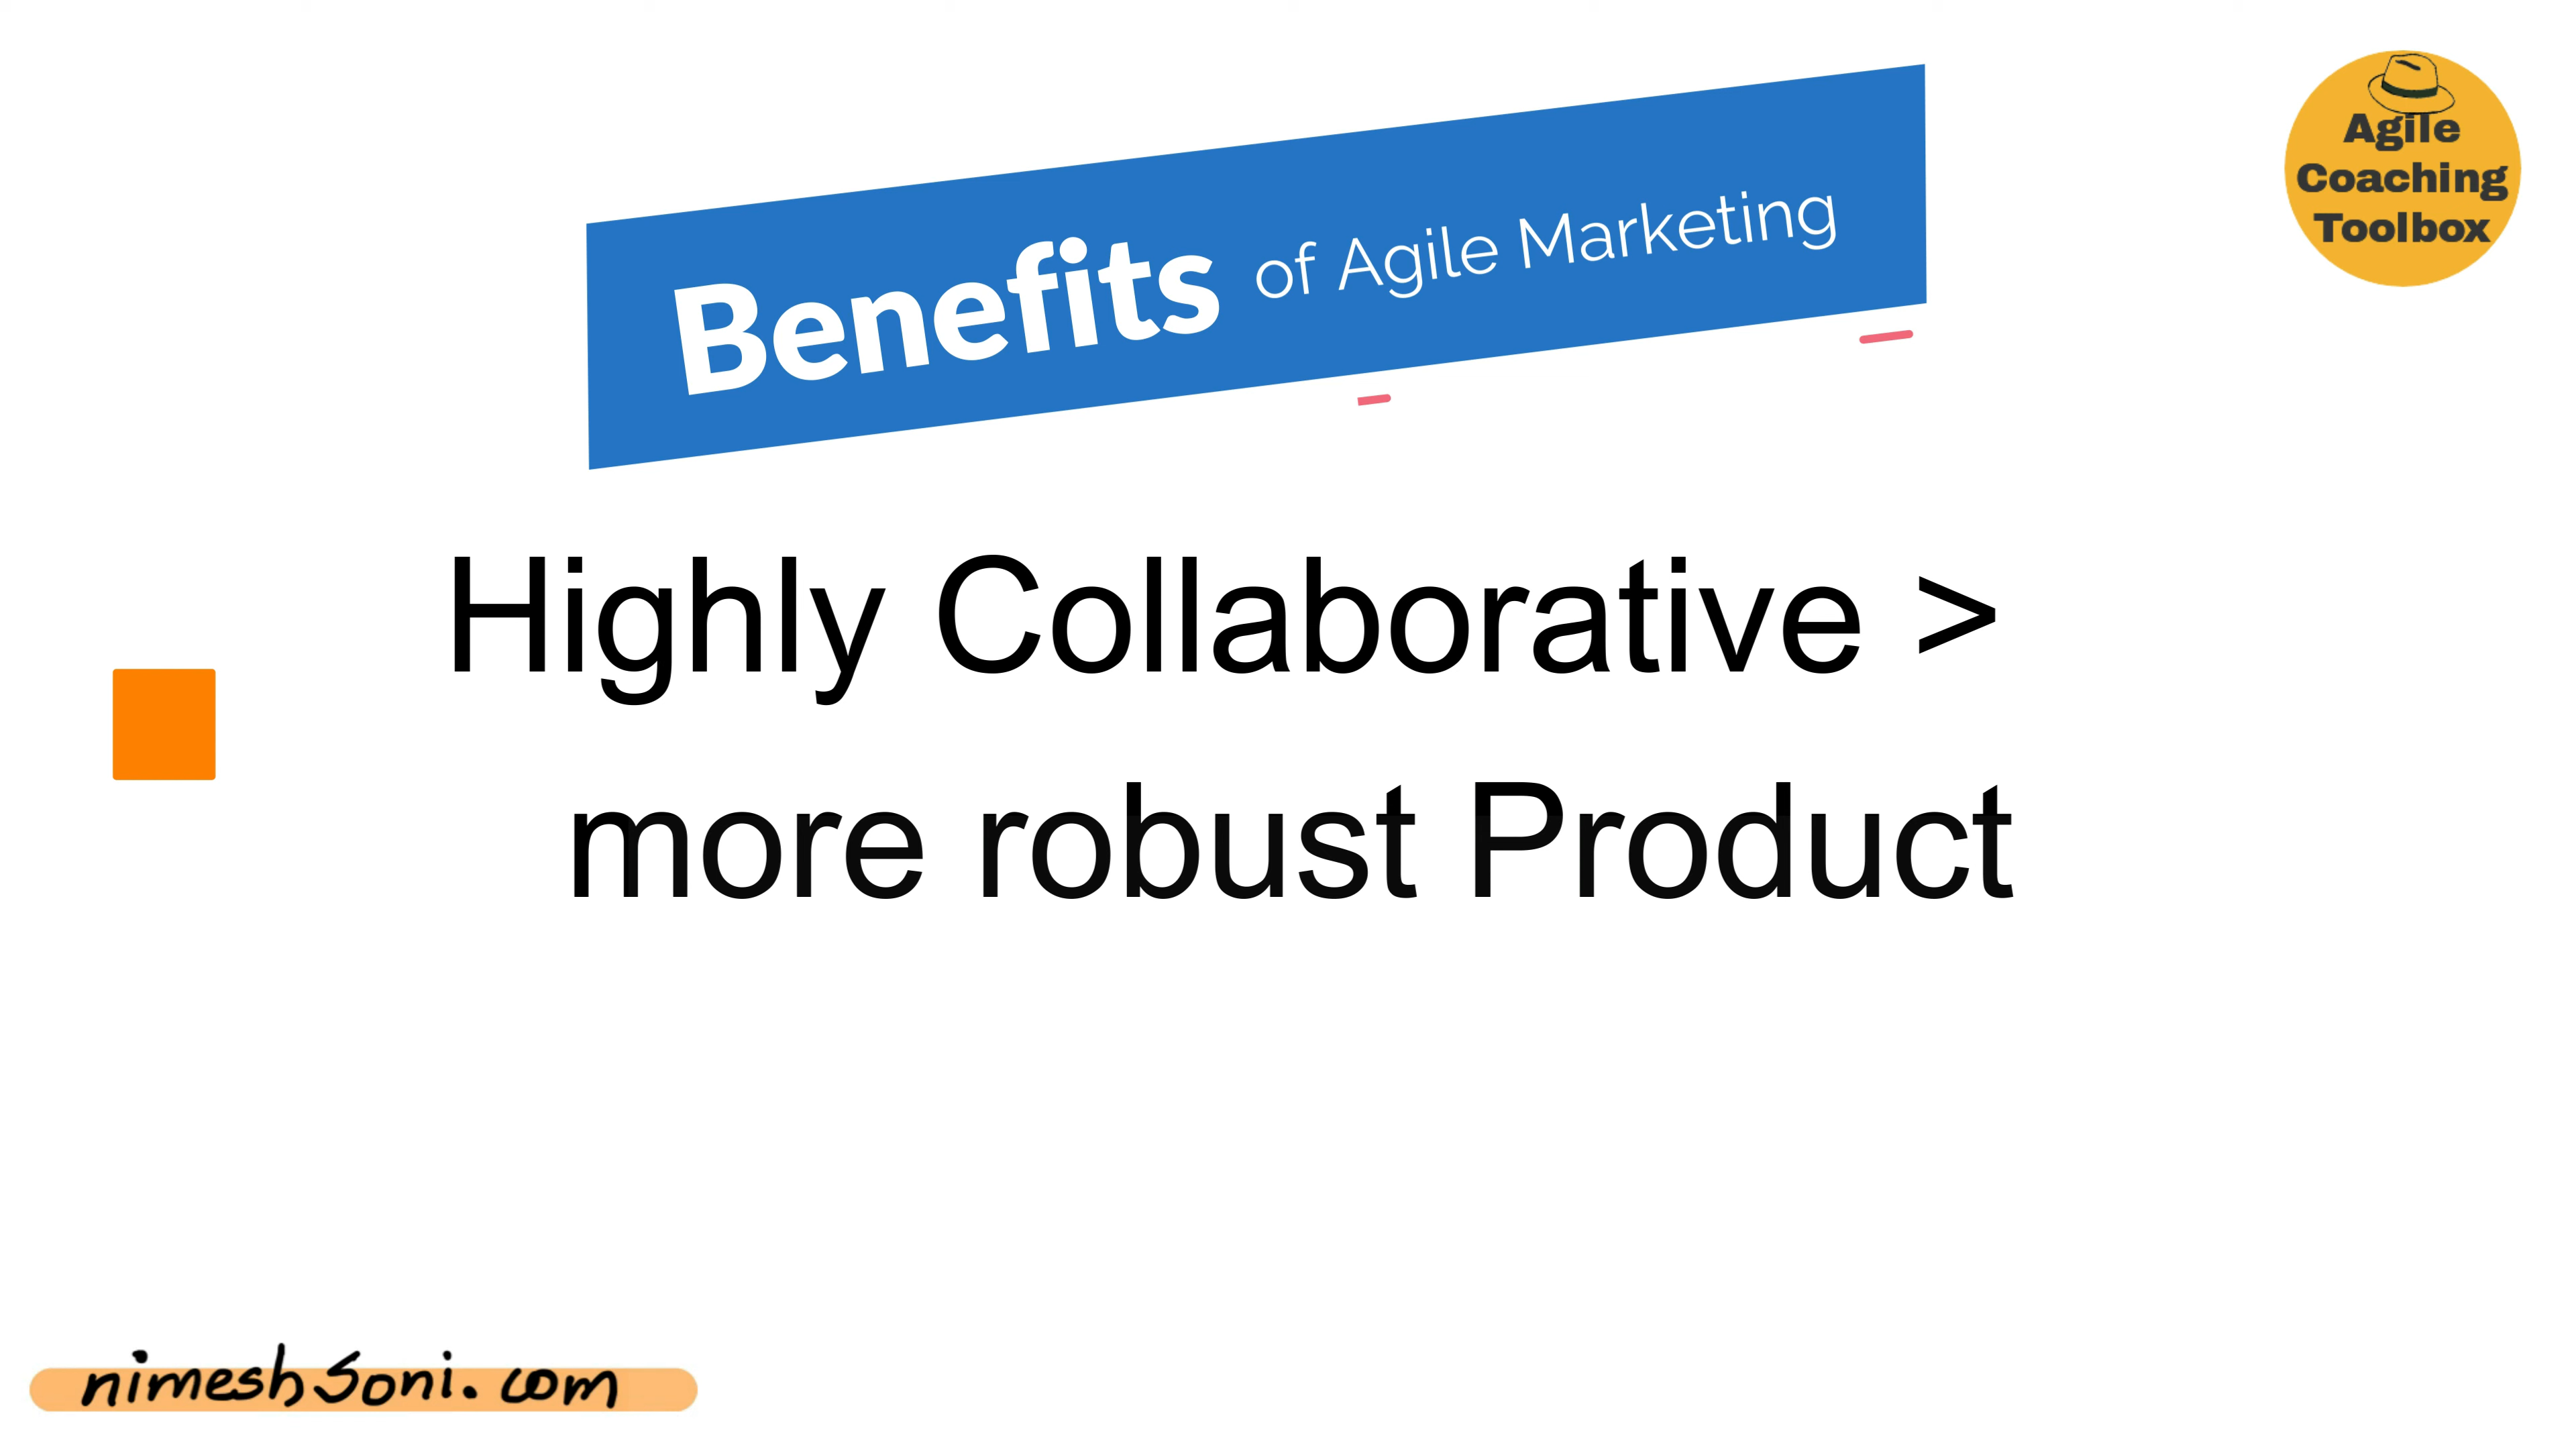 Benefits of Agile Marketing
Agile
Coaching
Toolbox
Highly Collaborative >
more robust Product
nimeshSoni.com